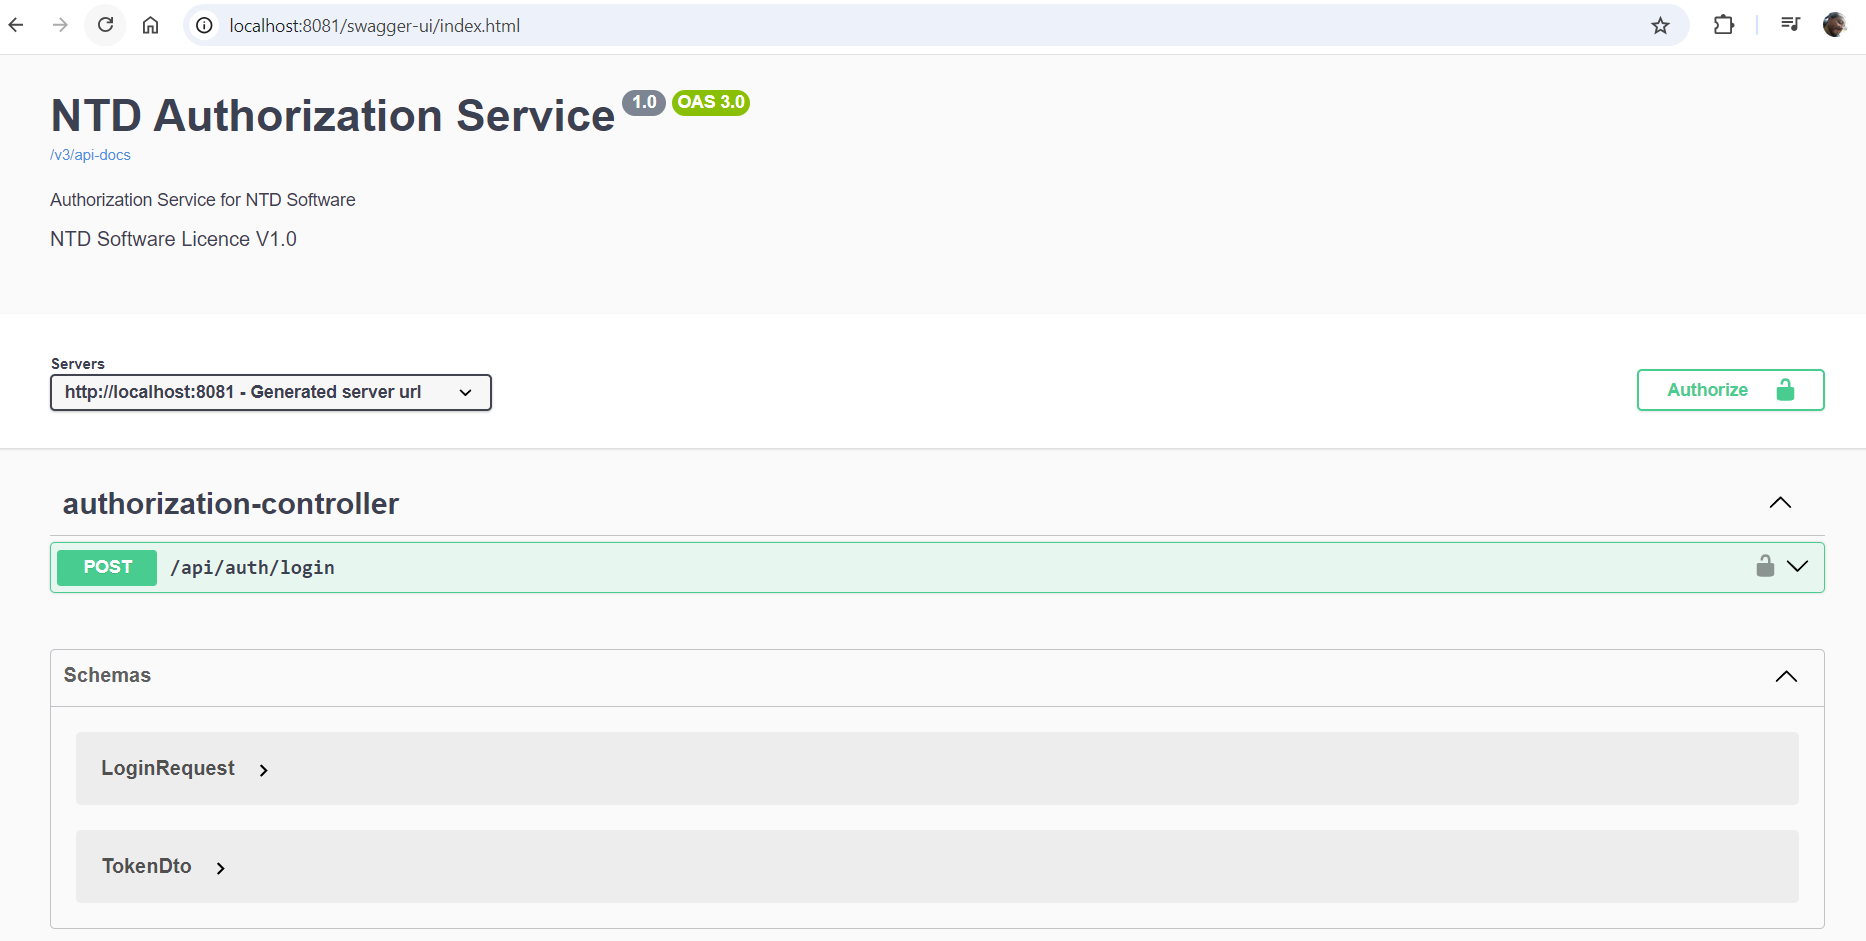 localhost:8081/swagger-ui/index.html
NTD Authorization Service 1.0 OAS 3.0
/v3/api-docs
Authorization Service for NTD Software
NTD Software Licence V1.0
Servers
http://localhost:8081 - Generated server url
Authorize
authorization-controller
POST /api/auth/login
Schemas
LoginRequest
TokenDto